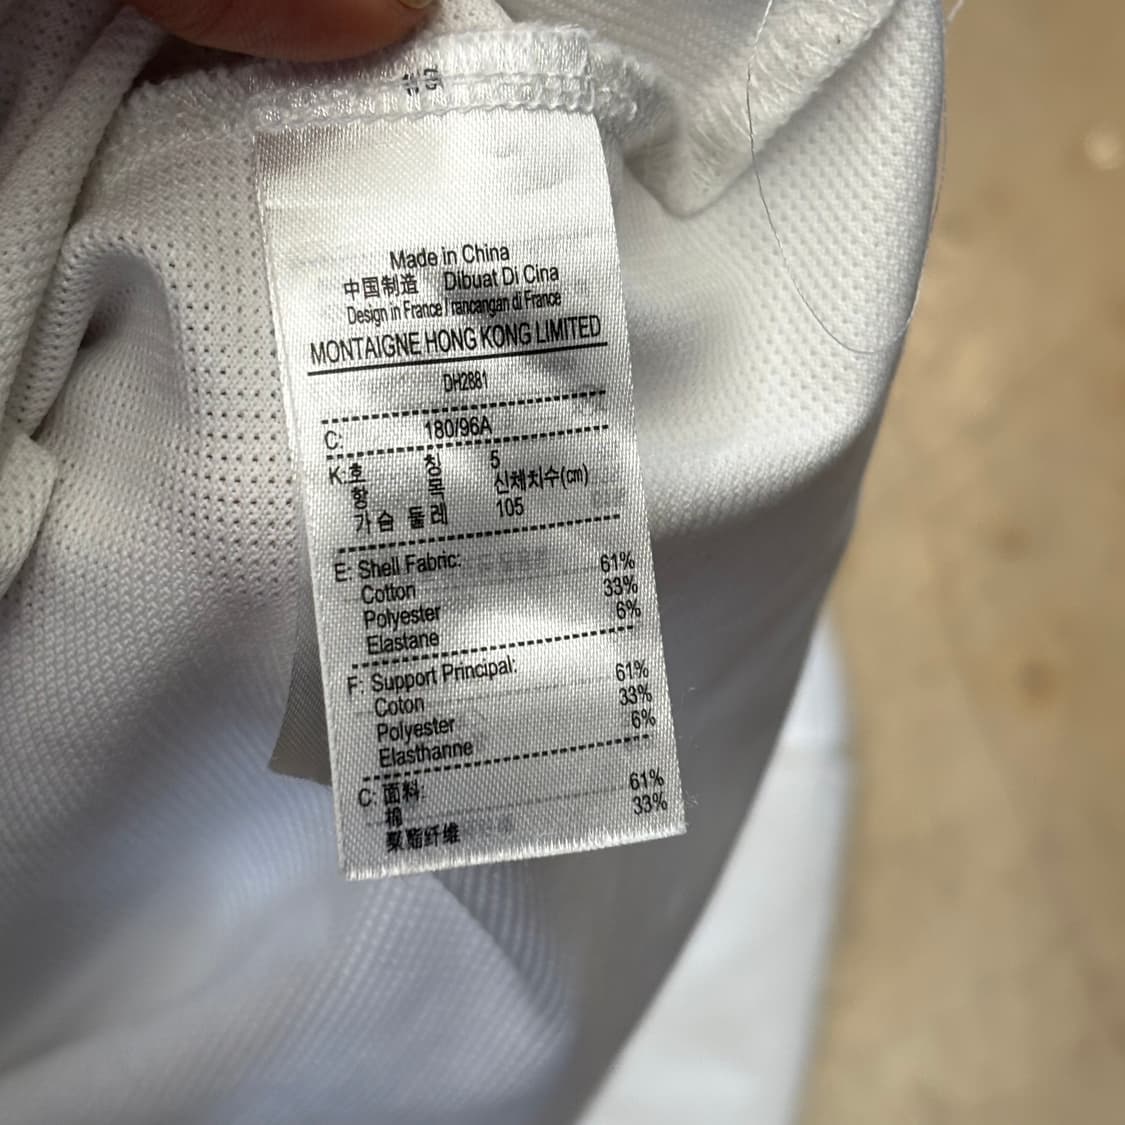 Made in China
中国制造 Dibuat Di Cina
Design in France / rancangan di France
MONTAIGNE HONG KONG LIMITED
DH2881
C: 180/96A
K: 호 칭 5
항 목 신체치수(cm)
가슴 둘레 105
E: Shell Fabric:
Cotton 61%
Polyester 33%
Elastane 6%
F: Support Principal:
Coton 61%
Polyester 33%
Elasthanne 6%
C: 面料:
棉 61%
聚酯纤维 33%